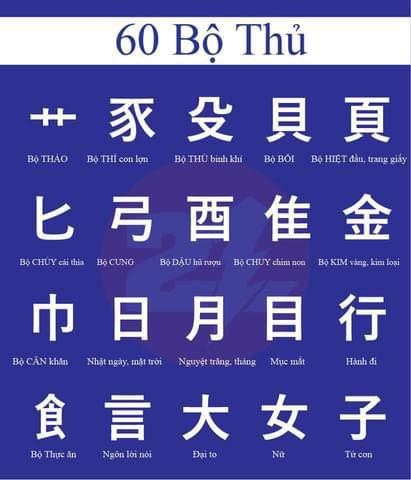 60 Bộ Thủ
艹 豕 殳 貝 頁
Bộ THẢO Bộ THỈ con lợn Bộ THÙ binh khí Bộ BỐI Bộ HIỆT đầu, trang giấy
匕 弓 酉 隹 金
Bộ CHỦY cái thìa Bộ CUNG Bộ DẬU hũ rượu Bộ CHUY chim non Bộ KIM vàng, kim loại
巾 日 月 目 行
Bộ CÂN khăn Nhật ngày, mặt trời Nguyệt trăng, tháng Mục mắt Hành đi
飠 言 大 女 子
Bộ Thực ăn Ngôn lời nói Đại to Nữ Tử con